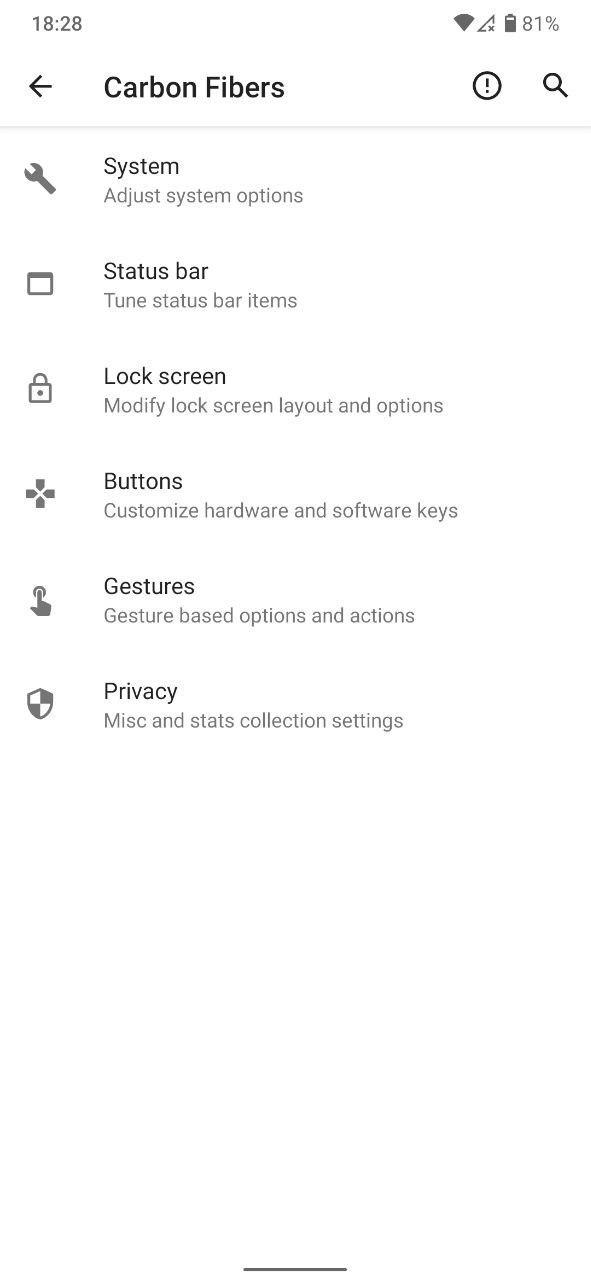 18:28 81%
Carbon Fibers
System
Adjust system options
Status bar
Tune status bar items
Lock screen
Modify lock screen layout and options
Buttons
Customize hardware and software keys
Gestures
Gesture based options and actions
Privacy
Misc and stats collection settings